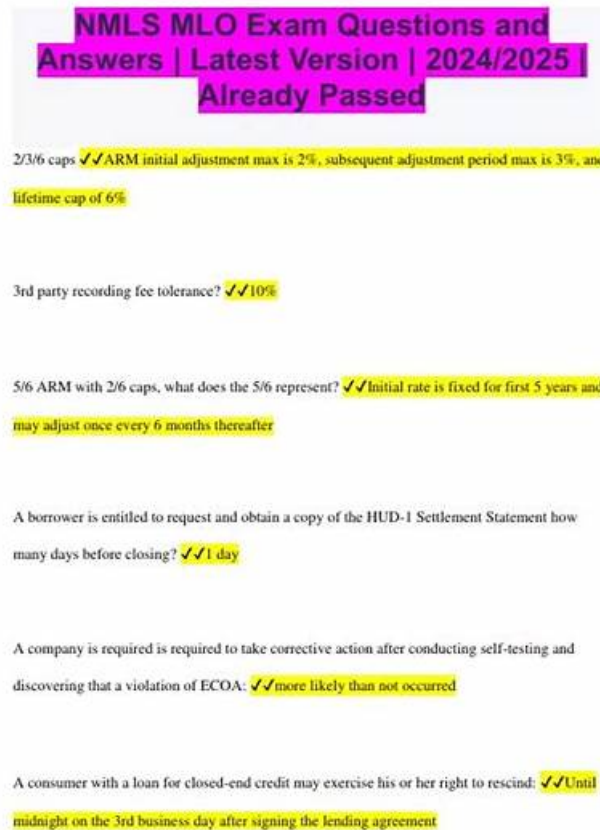 NMLS MLO Exam Questions and
Answers | Latest Version | 2024/2025 |
Already Passed
2/3/6 caps ✓✓ARM initial adjustment max is 2%, subsequent adjustment period max is 3%, and
lifetime cap of 6%
3rd party recording fee tolerance? ✓✓10%
5/6 ARM with 2/6 caps, what does the 5/6 represent? ✓✓Initial rate is fixed for first 5 years and
may adjust once every 6 months thereafter
A borrower is entitled to request and obtain a copy of the HUD-1 Settlement Statement how
many days before closing? ✓✓1 day
A company is required is required to take corrective action after conducting self-testing and
discovering that a violation of ECOA: ✓✓more likely than not occurred
A consumer with a loan for closed-end credit may exercise his or her right to rescind: ✓✓Until
midnight on the 3rd business day after signing the lending agreement